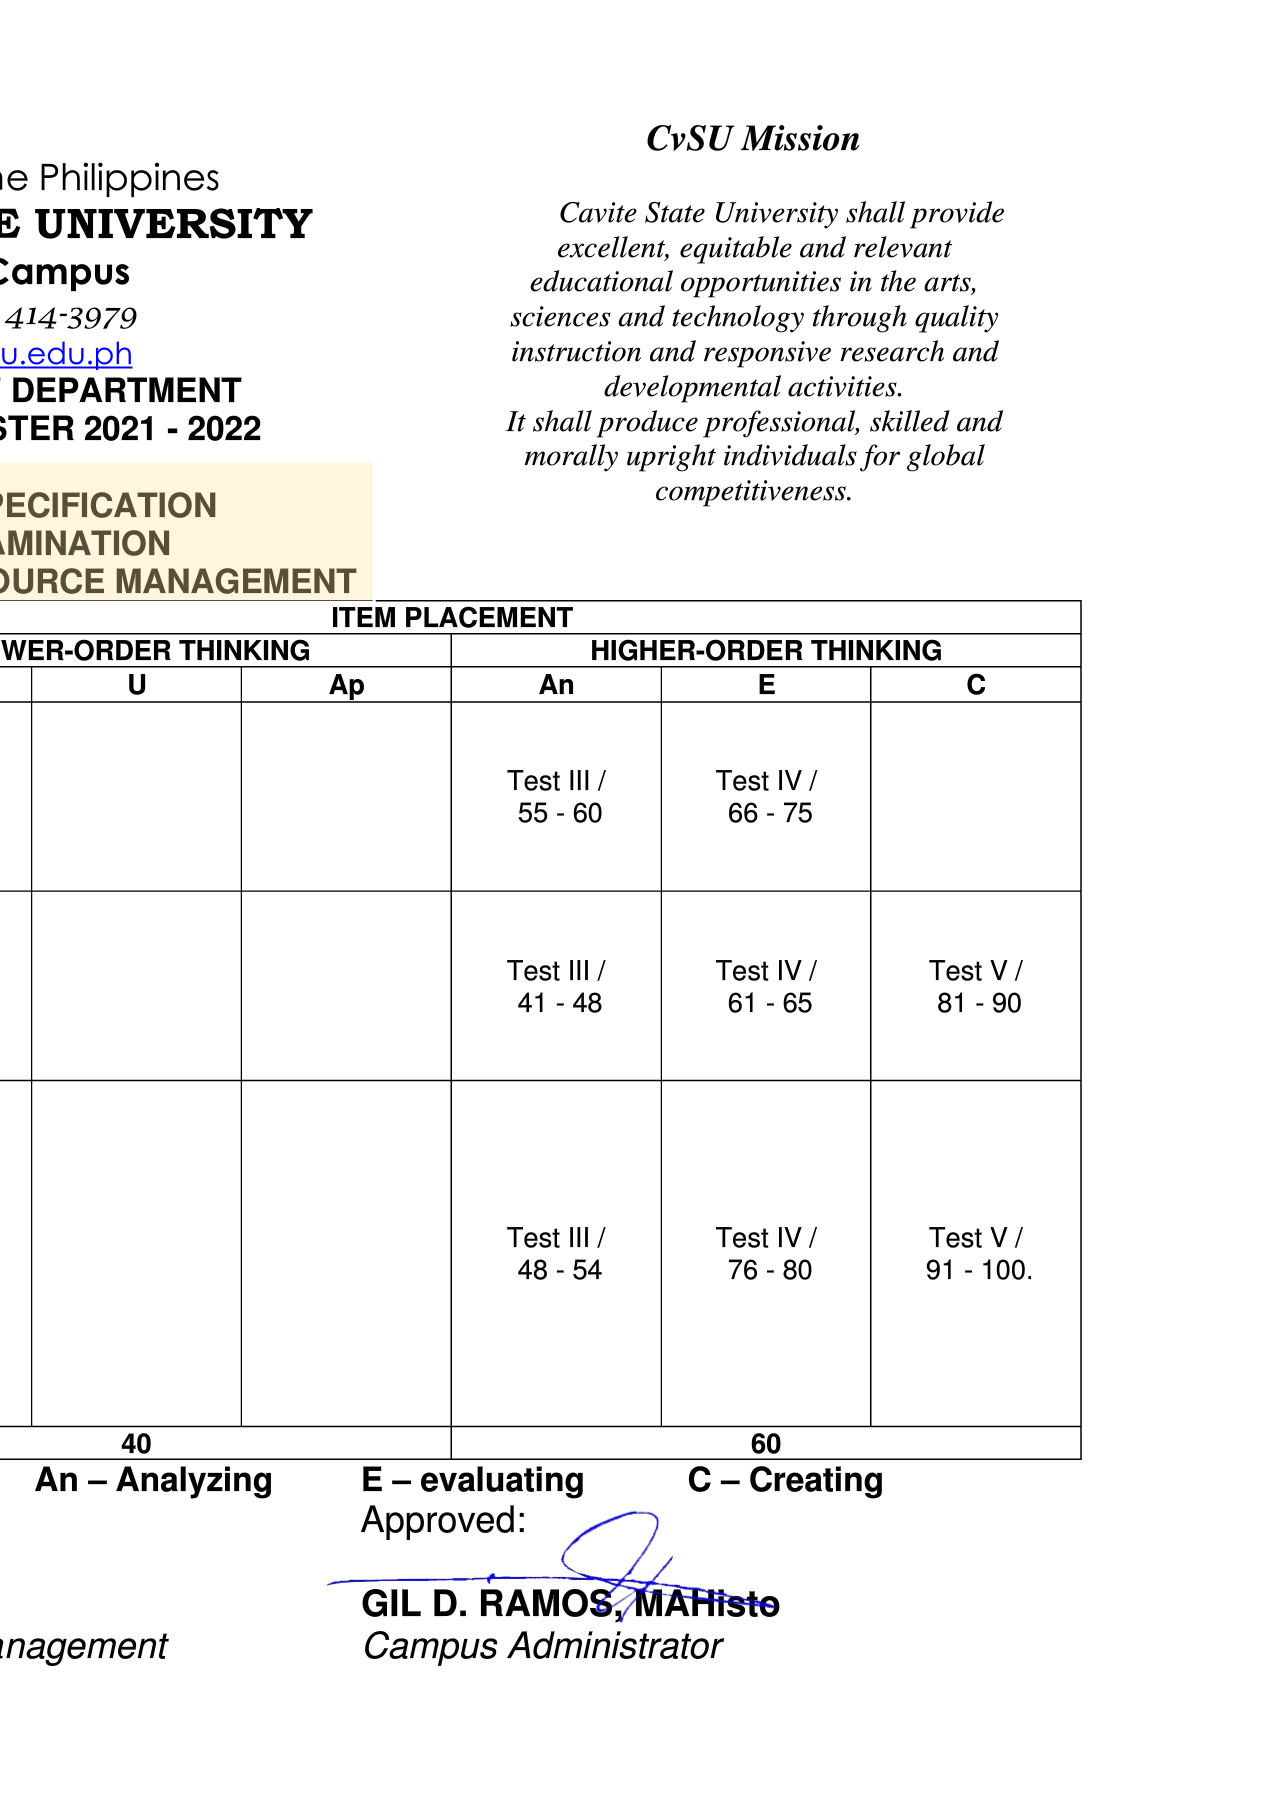 CvSU Mission
ne Philippines
E UNIVERSITY
Campus
414-3979
u.edu.ph
DEPARTMENT
STER 2021 - 2022
Cavite State University shall provide
excellent, equitable and relevant
educational opportunities in the arts,
sciences and technology through quality
instruction and responsive research and
developmental activities.
It shall produce professional, skilled and
morally upright individuals for global
competitiveness.
PECIFICATION
AMINATION
OURCE MANAGEMENT
ITEM PLACEMENT
WER-ORDER THINKING HIGHER-ORDER THINKING
U Ap An E C
Test III / Test IV /
55 - 60 66 - 75
Test III / Test IV / Test V /
41 - 48 61 - 65 81 - 90
Test III / Test IV / Test V /
48 - 54 76 - 80 91 - 100.
40 60
An – Analyzing E – evaluating C – Creating
Approved:
GIL D. RAMOS, MAHisto
anagement Campus Administrator